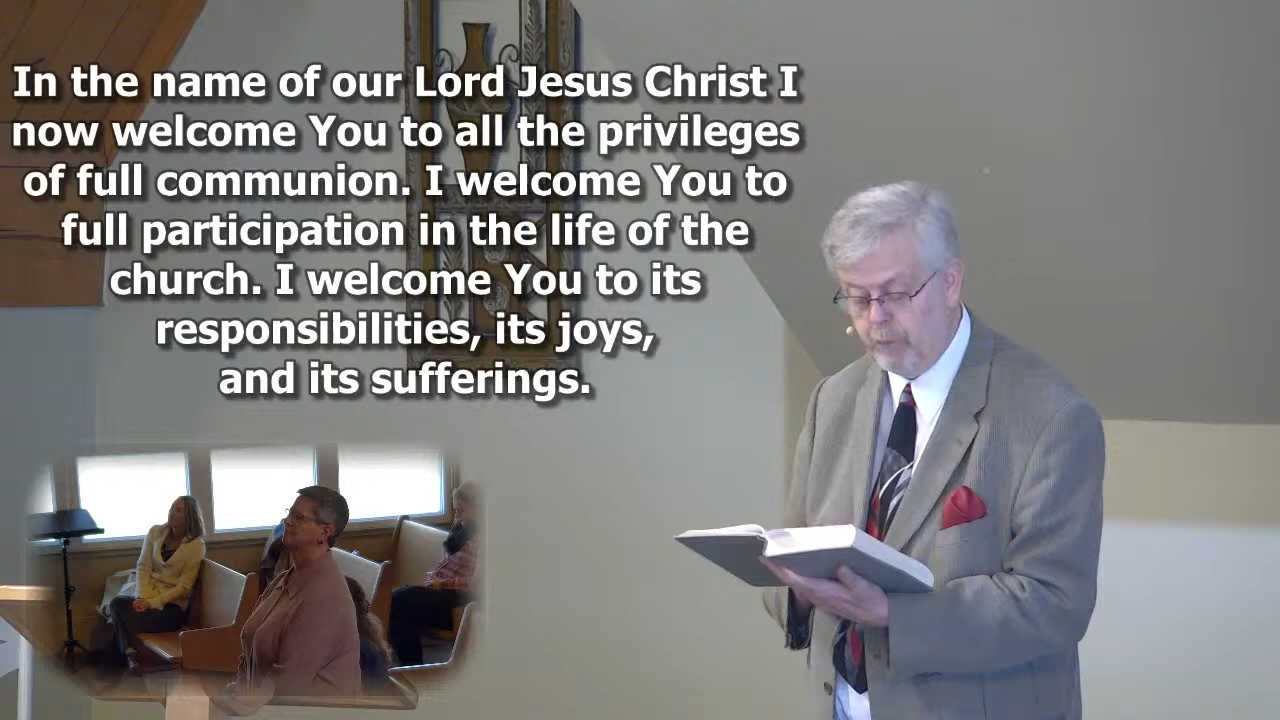 In the name of our Lord Jesus Christ I
now welcome You to all the privileges
of full communion. I welcome You to
full participation in the life of the
church. I welcome You to its
responsibilities, its joys,
and its sufferings.